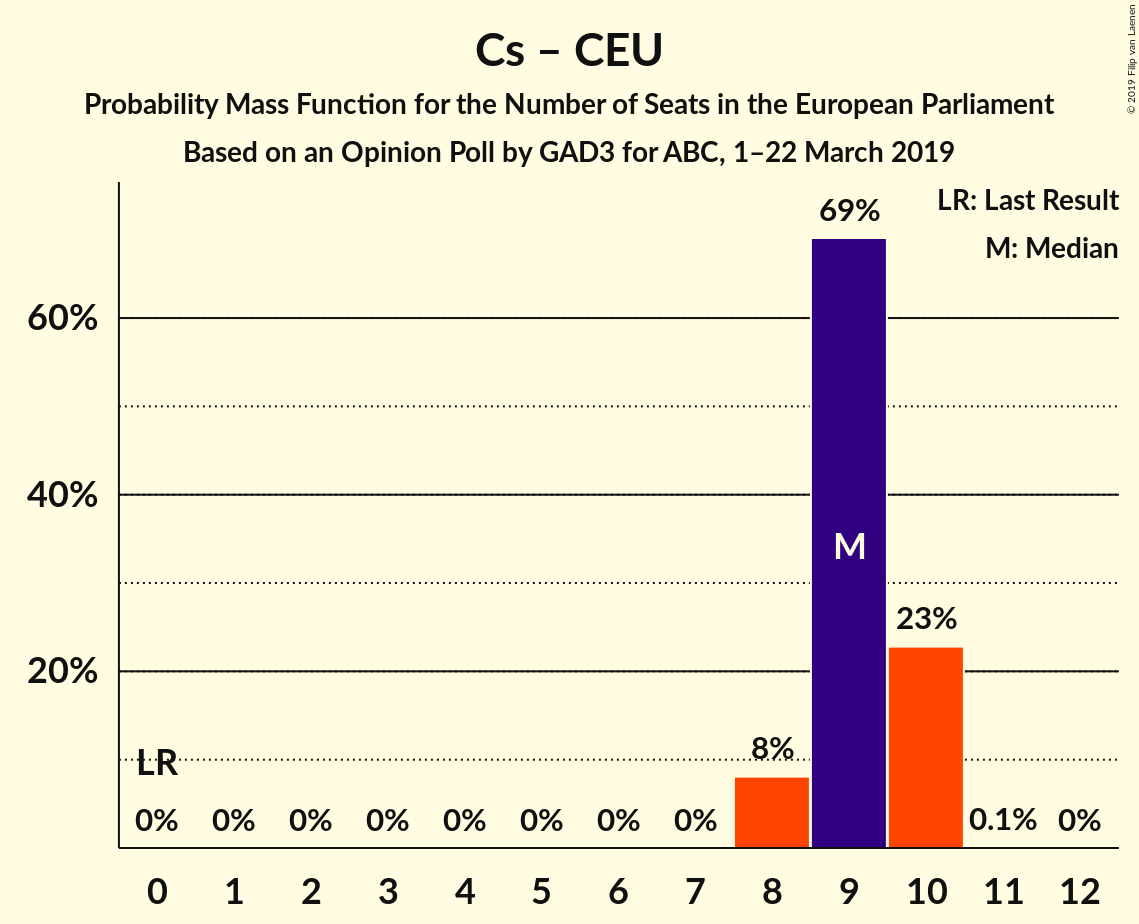 Cs – CEU
Probability Mass Function for the Number of Seats in the European Parliament
Based on an Opinion Poll by GAD3 for ABC, 1–22 March 2019
© 2019 Filip van Laenen
LR: Last Result
M: Median
69%
60%
40%
M
23%
20%
8%
LR
0% 0% 0% 0% 0% 0% 0% 0% 0.1% 0%
0 1 2 3 4 5 6 7 8 9 10 11 12